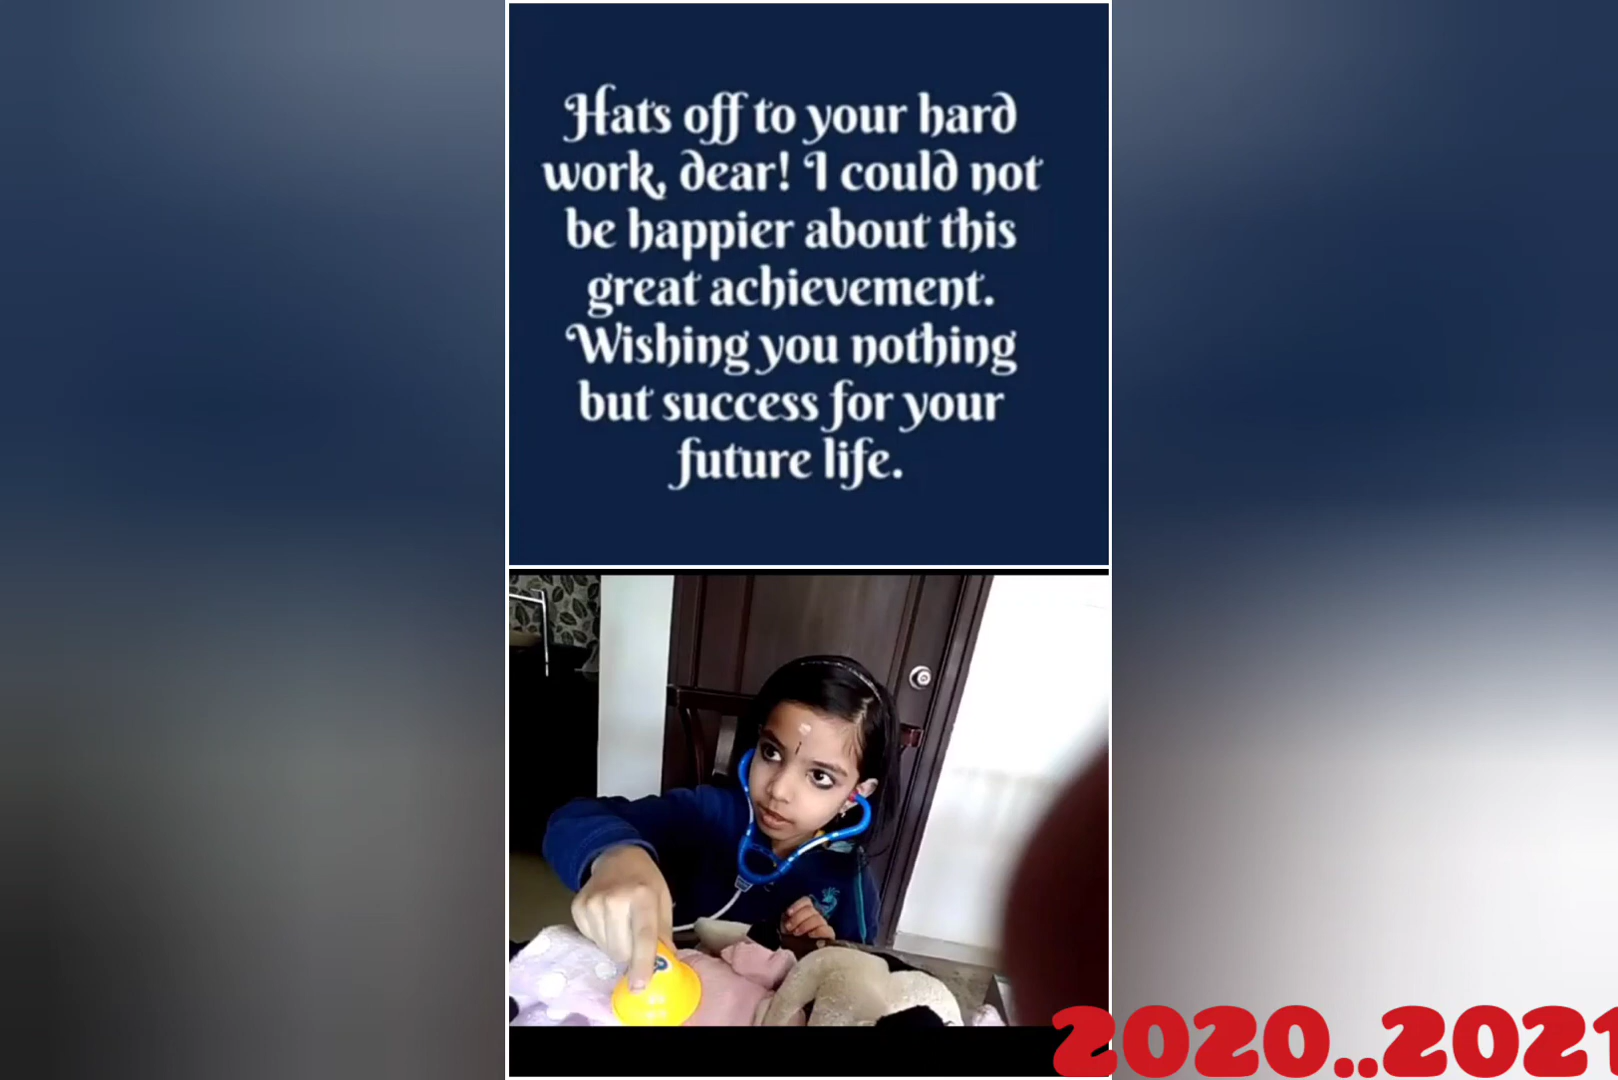 Hats off to your hard
work, dear! I could not
be happier about this
great achievement.
Wishing you nothing
but success for your
future life.
2020..2021